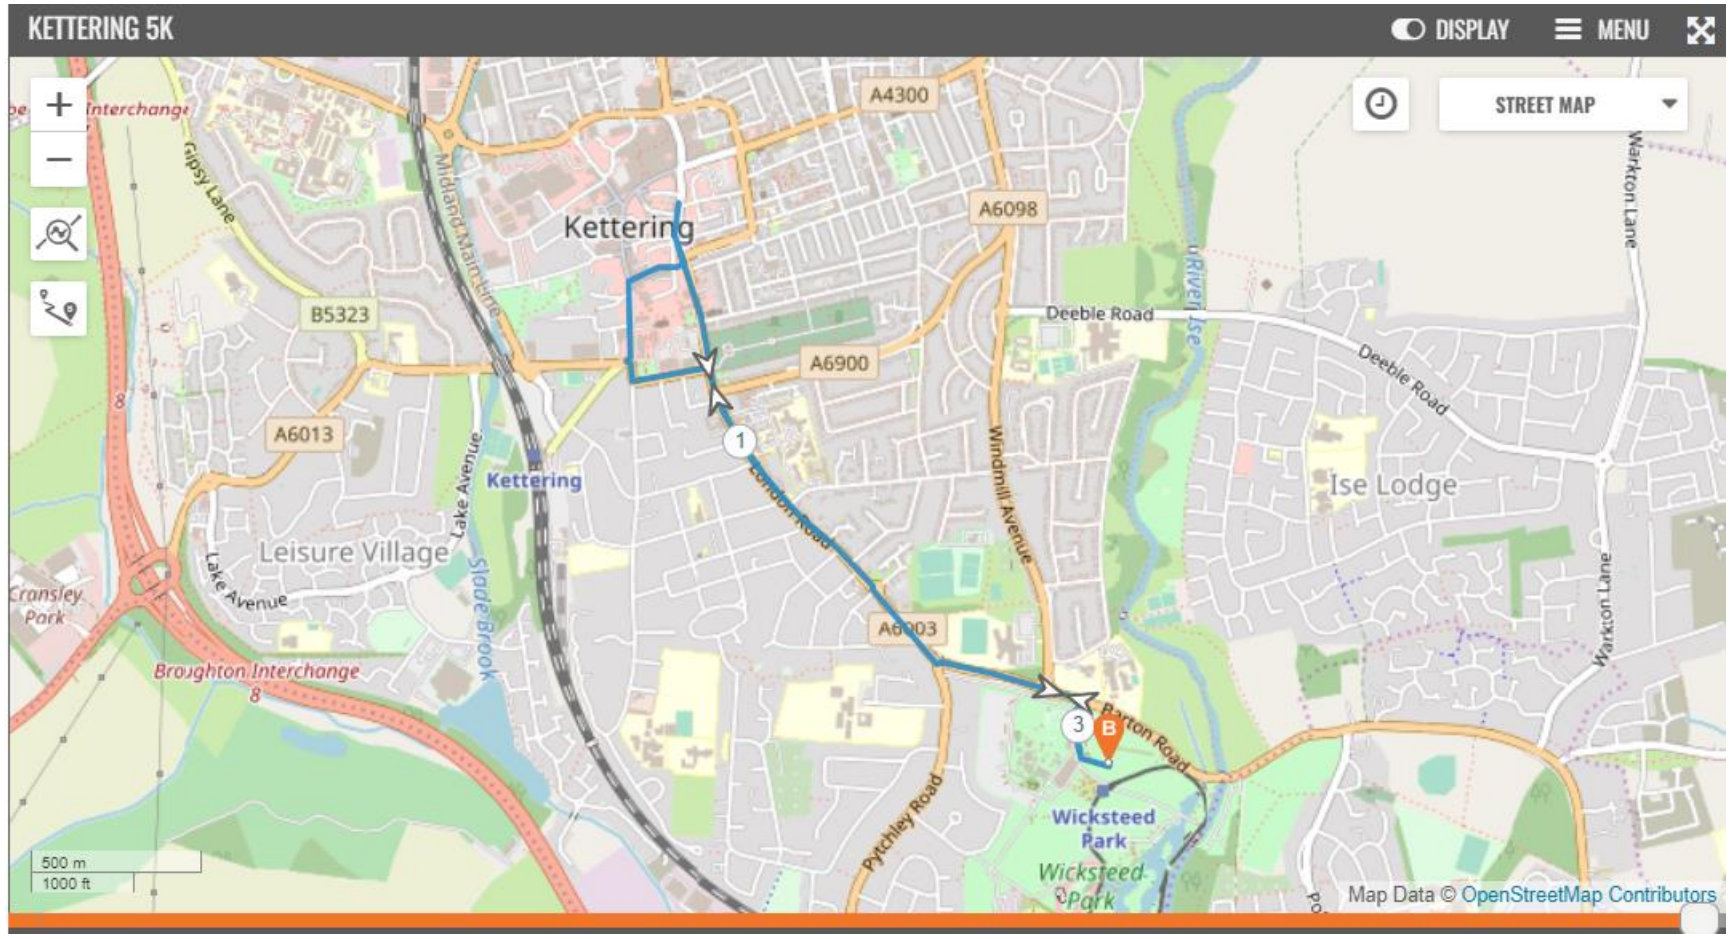 KETTERING 5K
DISPLAY
MENU
+
Interchange
A4300
STREET MAP
−
Gipsy Lane
Midland Main Line
Warkton Lane
Kettering
A6098
River Ise
B5323
Deeble Road
A6900
Deeble Road
8
A6013
1
Windmill Avenue
Lake Avenue
Kettering
London Road
Ise Lodge
Leisure Village
Lake Avenue
Slade Brook
Cransley
Park
A6003
Warkton Lane
Broughton Interchange
8
3
B
Barton Road
Pytchley Road
Wicksteed
Park
500 m
1000 ft
Wicksteed
Park
Map Data © OpenStreetMap Contributors